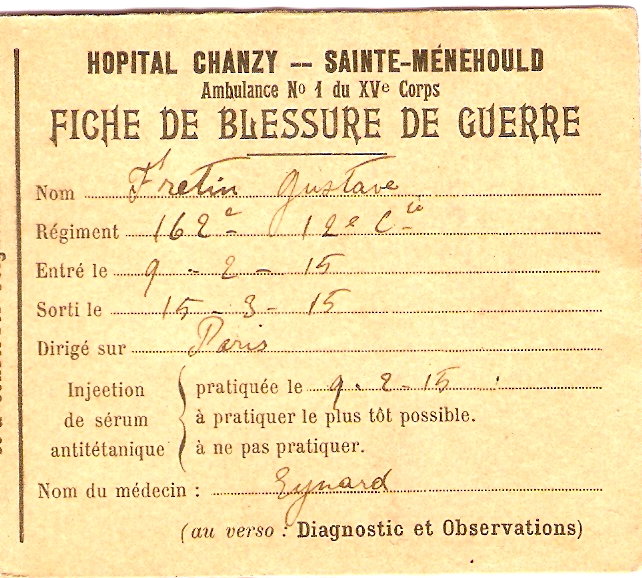 HOPITAL CHANZY — SAINTE-MÉNEHOULD
Ambulance No 1 du XVe Corps
FICHE DE BLESSURE DE GUERRE
Nom Fretin Gustave
Régiment 162e 12e Cie
Entré le 9 - 2 - 15
Sorti le 15 - 3 - 15
Dirigé sur Paris
Injection de sérum antitétanique
pratiquée le 9. 2. 15
à pratiquer le plus tôt possible.
à ne pas pratiquer.
Nom du médecin : Eynard
(au verso : Diagnostic et Observations)